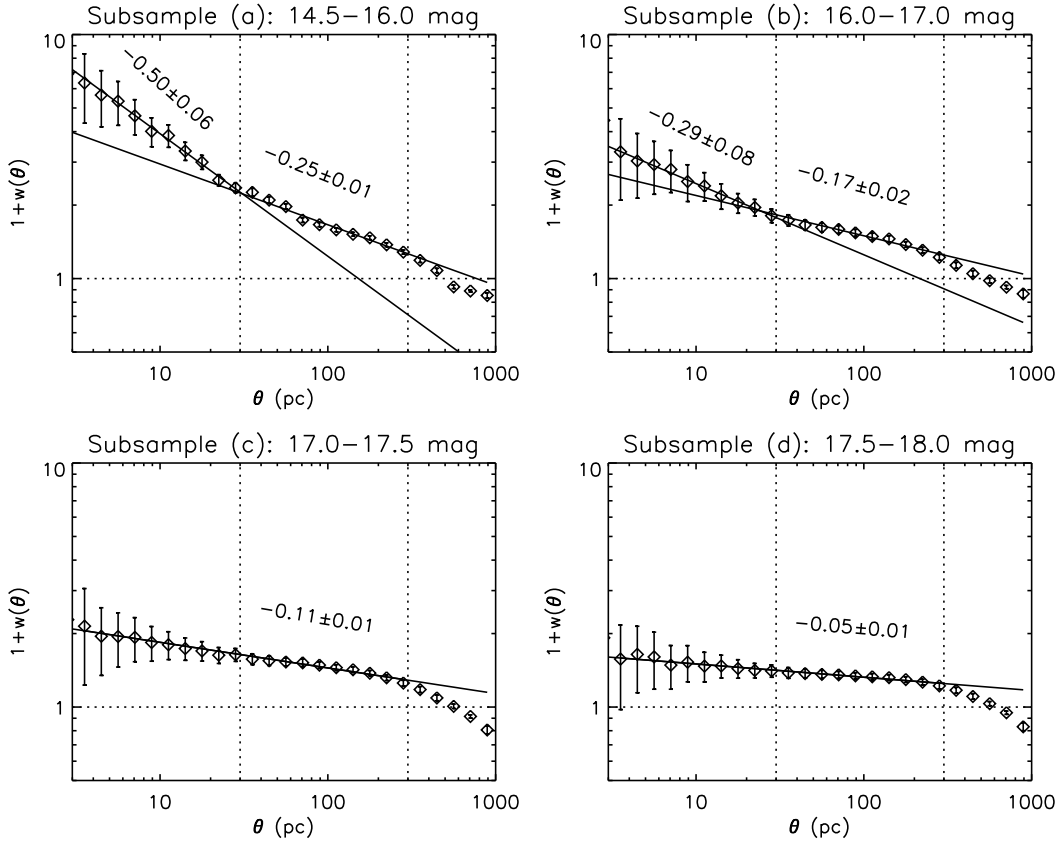 Subsample (a): 14.5−16.0 mag
10
1
1+w(θ)
−0.50±0.06
−0.25±0.01
10
100
1000
θ (pc)
Subsample (b): 16.0−17.0 mag
10
1
1+w(θ)
−0.29±0.08
−0.17±0.02
10
100
1000
θ (pc)
Subsample (c): 17.0−17.5 mag
10
1
1+w(θ)
−0.11±0.01
10
100
1000
θ (pc)
Subsample (d): 17.5−18.0 mag
10
1
1+w(θ)
−0.05±0.01
10
100
1000
θ (pc)